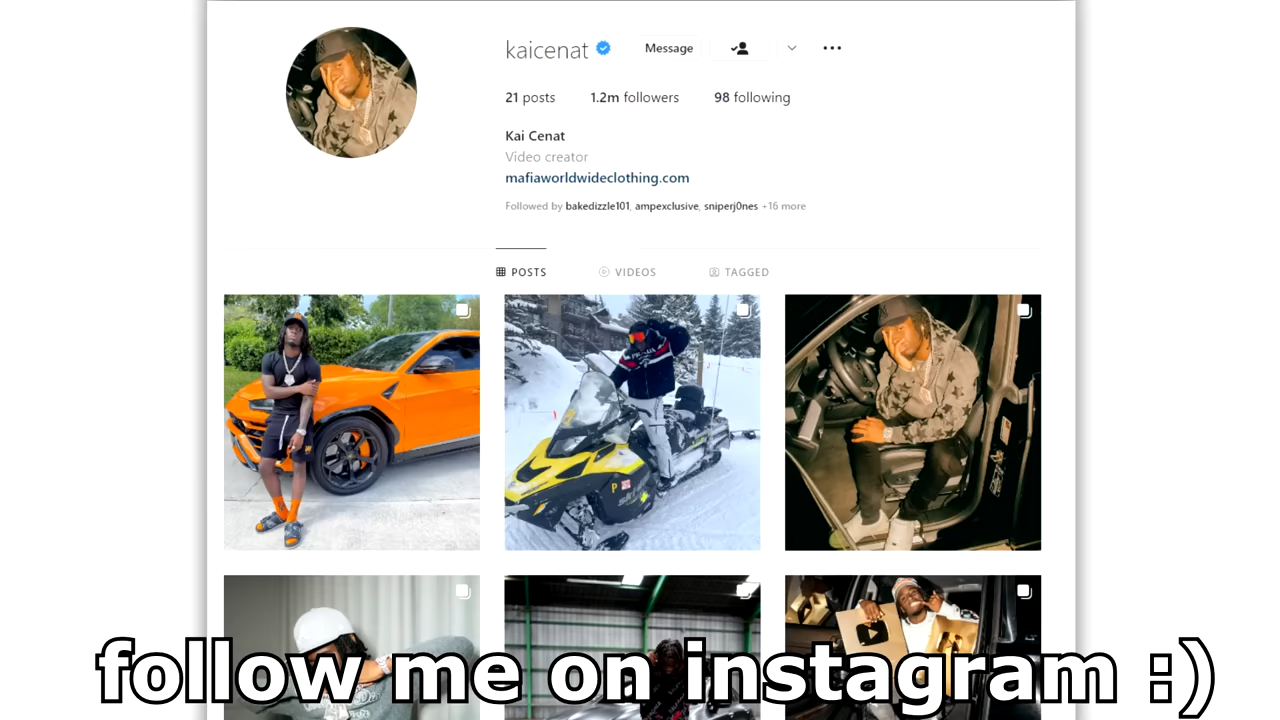 kaicenat Message
21 posts 1.2m followers 98 following
Kai Cenat
Video creator
mafiaworldwideclothing.com
Followed by bakedizzle101, ampexclusive, sniperj0nes +16 more
POSTS VIDEOS TAGGED
PRADA
follow me on instagram :)